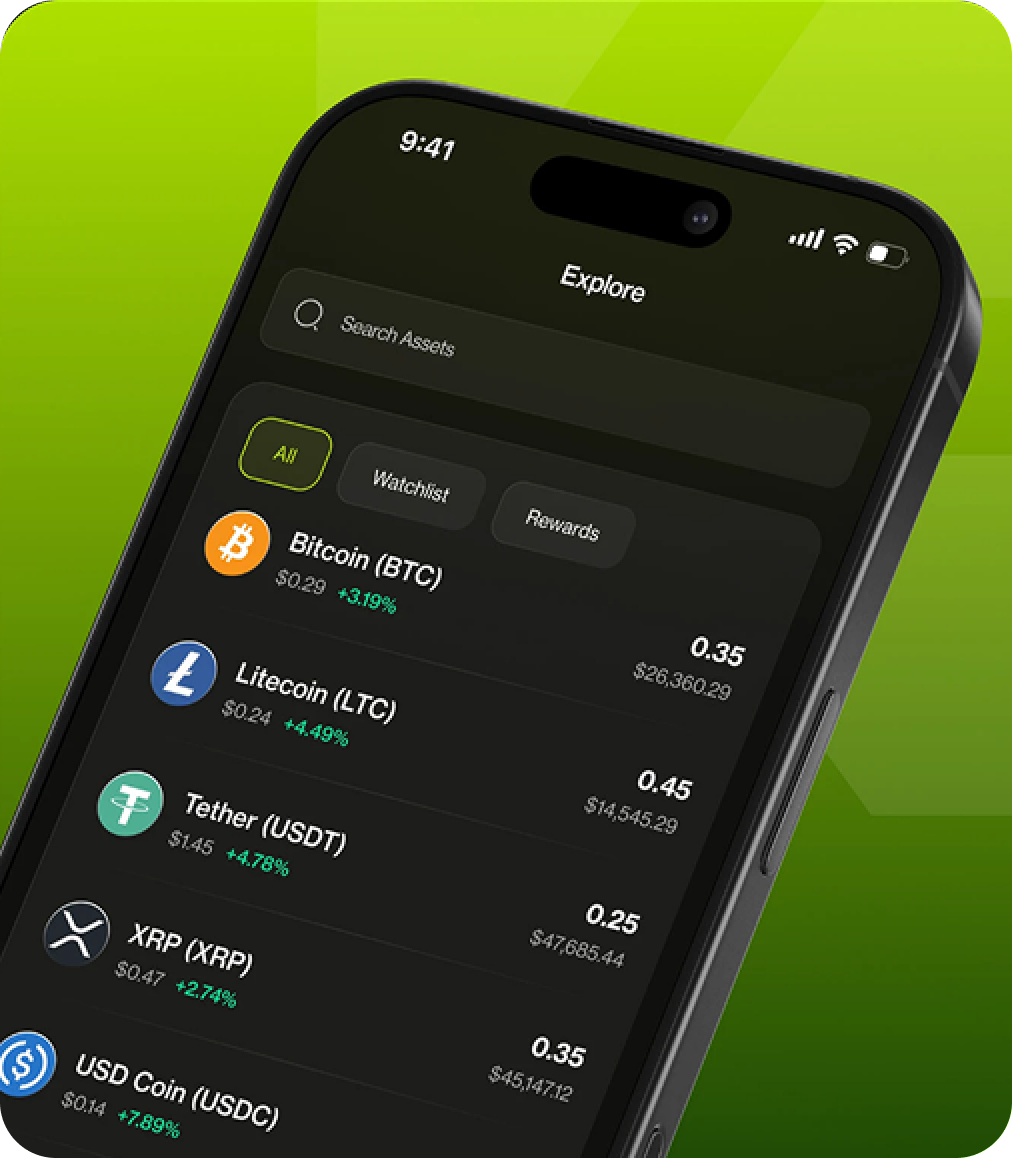 9:41
Explore
Search Assets
All
Watchlist
Rewards
Bitcoin (BTC)
$0.29 +3.19%
0.35
$26,360.29
Litecoin (LTC)
$0.24 +4.49%
0.45
$14,545.29
Tether (USDT)
$1.45 +4.78%
0.25
$47,685.44
XRP (XRP)
$0.47 +2.74%
0.35
$45,147.12
USD Coin (USDC)
$0.14 +7.89%